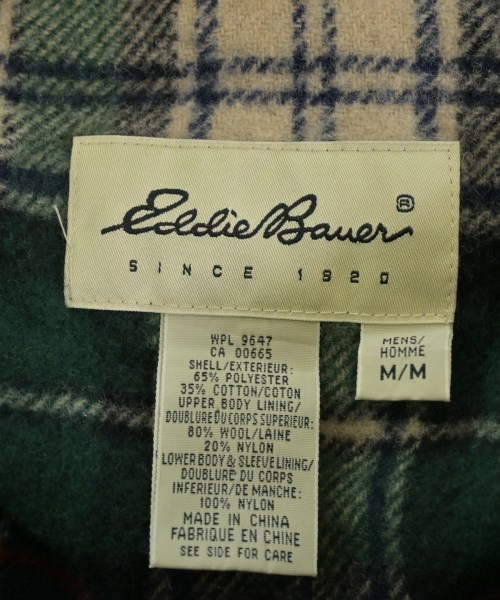 Eddie Bauer®
SINCE 1920
WPL 9647
CA 00665
SHELL/EXTERIEUR:
65% POLYESTER
35% COTTON/COTON
UPPER BODY LINING/
DOUBLURE DU CORPS SUPERIEUR:
80% WOOL/LAINE
20% NYLON
LOWER BODY & SLEEVE LINING/
DOUBLURE DU CORPS
INFERIEUR/DE MANCHE:
100% NYLON
MADE IN CHINA
FABRIQUE EN CHINE
SEE SIDE FOR CARE
MENS/
HOMME
M/M